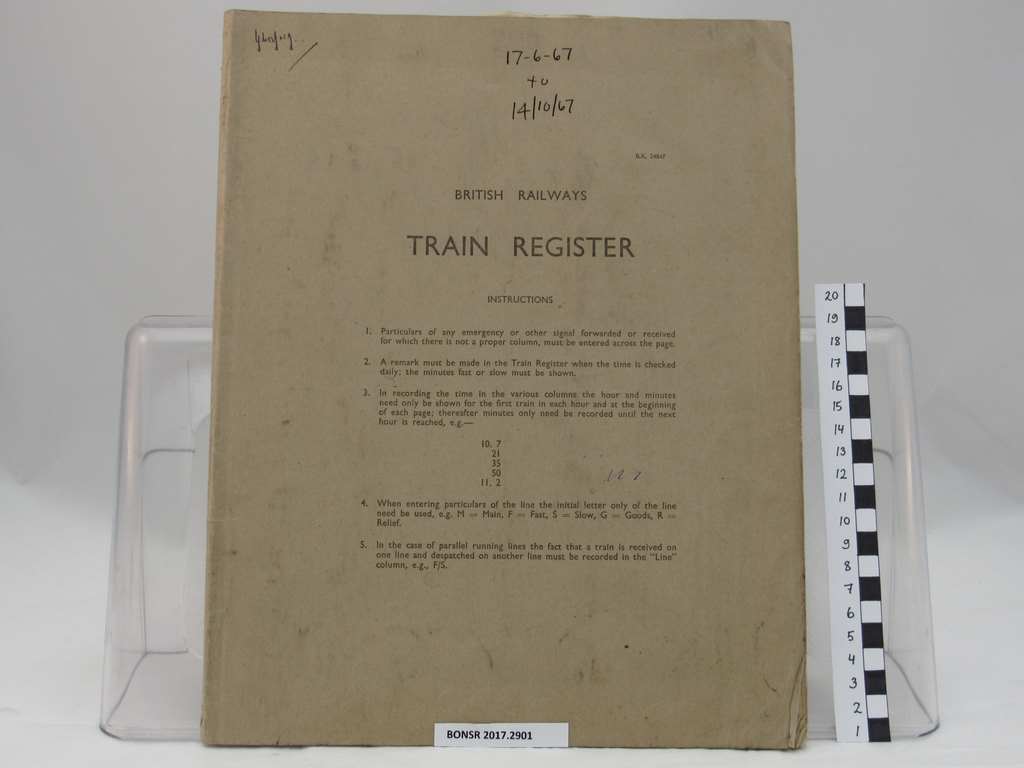 17-6-67
to
14/10/67
BRITISH RAILWAYS
TRAIN REGISTER
INSTRUCTIONS
1. Particulars of any emergency or other signal forwarded or received
for which there is not a proper column, must be entered across the page.
2. A remark must be made in the Train Register when the time is checked
daily; the minutes fast or slow must be shown.
3. In recording the time in the various columns the hour and minutes
need only be shown for the first train in each hour and at the beginning
of each page; thereafter minutes only need be recorded until the next
hour is reached, e.g.—
10. 7
21
35
50
11. 2
4. When entering particulars of the line the initial letter only of the line
need be used, e.g. M = Main, F = Fast, S = Slow, G = Goods, R =
Relief.
5. In the case of parallel running lines the fact that a train is received on
one line and despatched on another line must be recorded in the "Line"
column, e.g., F/S.
BONSR 2017.2901
20
19
18
17
16
15
14
13
12
11
10
9
8
7
6
5
4
3
2
1